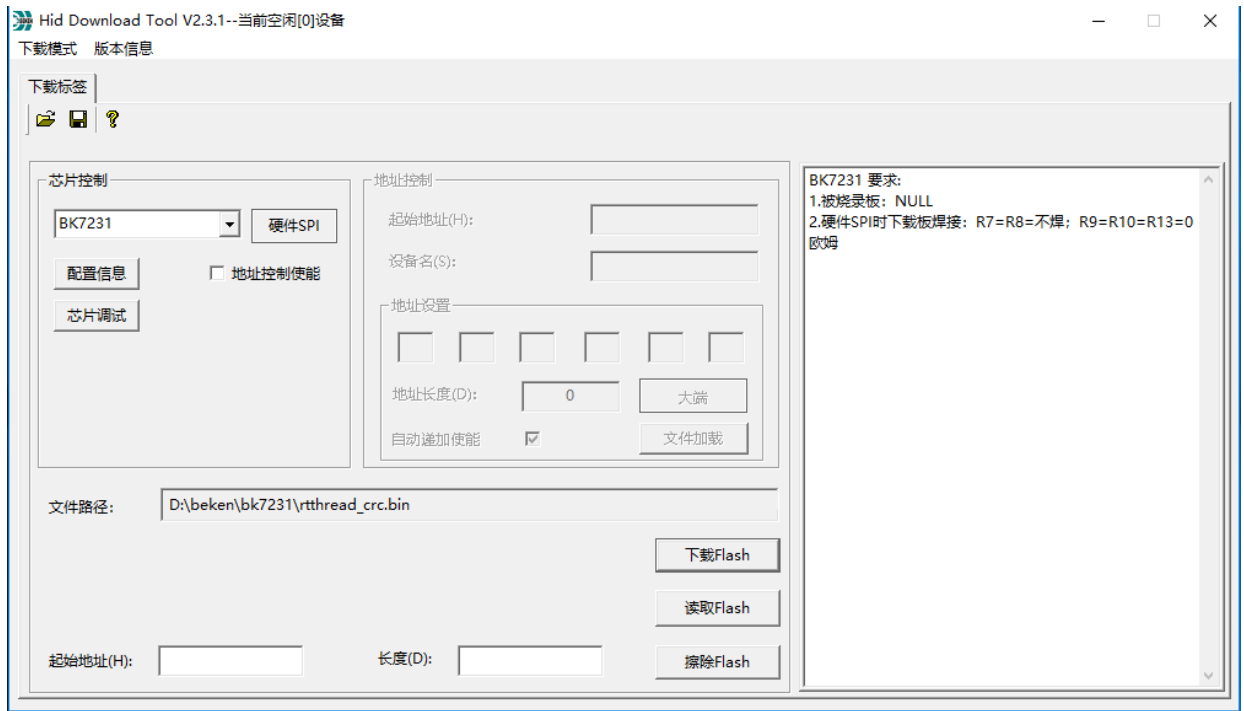 Hid Download Tool V2.3.1--当前空闲[0]设备
下载模式 版本信息
下载标签
芯片控制
BK7231
硬件SPI
配置信息
地址控制使能
芯片调试
地址控制
起始地址(H):
设备名(S):
地址设置
地址长度(D):
0
大端
自动递加使能
文件加载
文件路径:
D:\beken\bk7231\rtthread_crc.bin
下载Flash
读取Flash
起始地址(H):
长度(D):
擦除Flash
BK7231 要求:
1.被烧录板：NULL
2.硬件SPI时下载板焊接：R7=R8=不焊；R9=R10=R13=0
欧姆